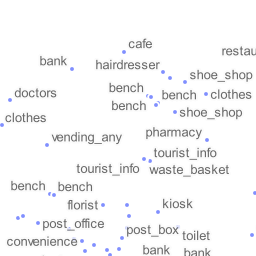 cafe
restau
bank
hairdresser
shoe_shop
doctors
bench
bench
clothes
bench
shoe_shop
clothes
vending_any
pharmacy
tourist_info
tourist_info
waste_basket
bench
bench
florist
kiosk
post_office
post_box
toilet
convenience
bank
bank